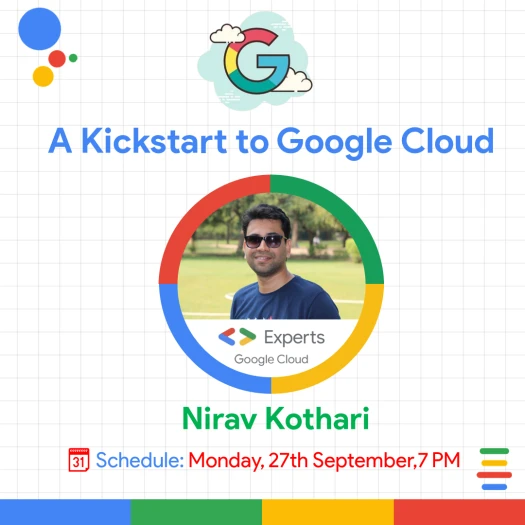 A Kickstart to Google Cloud
Experts
Google Cloud
Nirav Kothari
31 Schedule: Monday, 27th September,7 PM